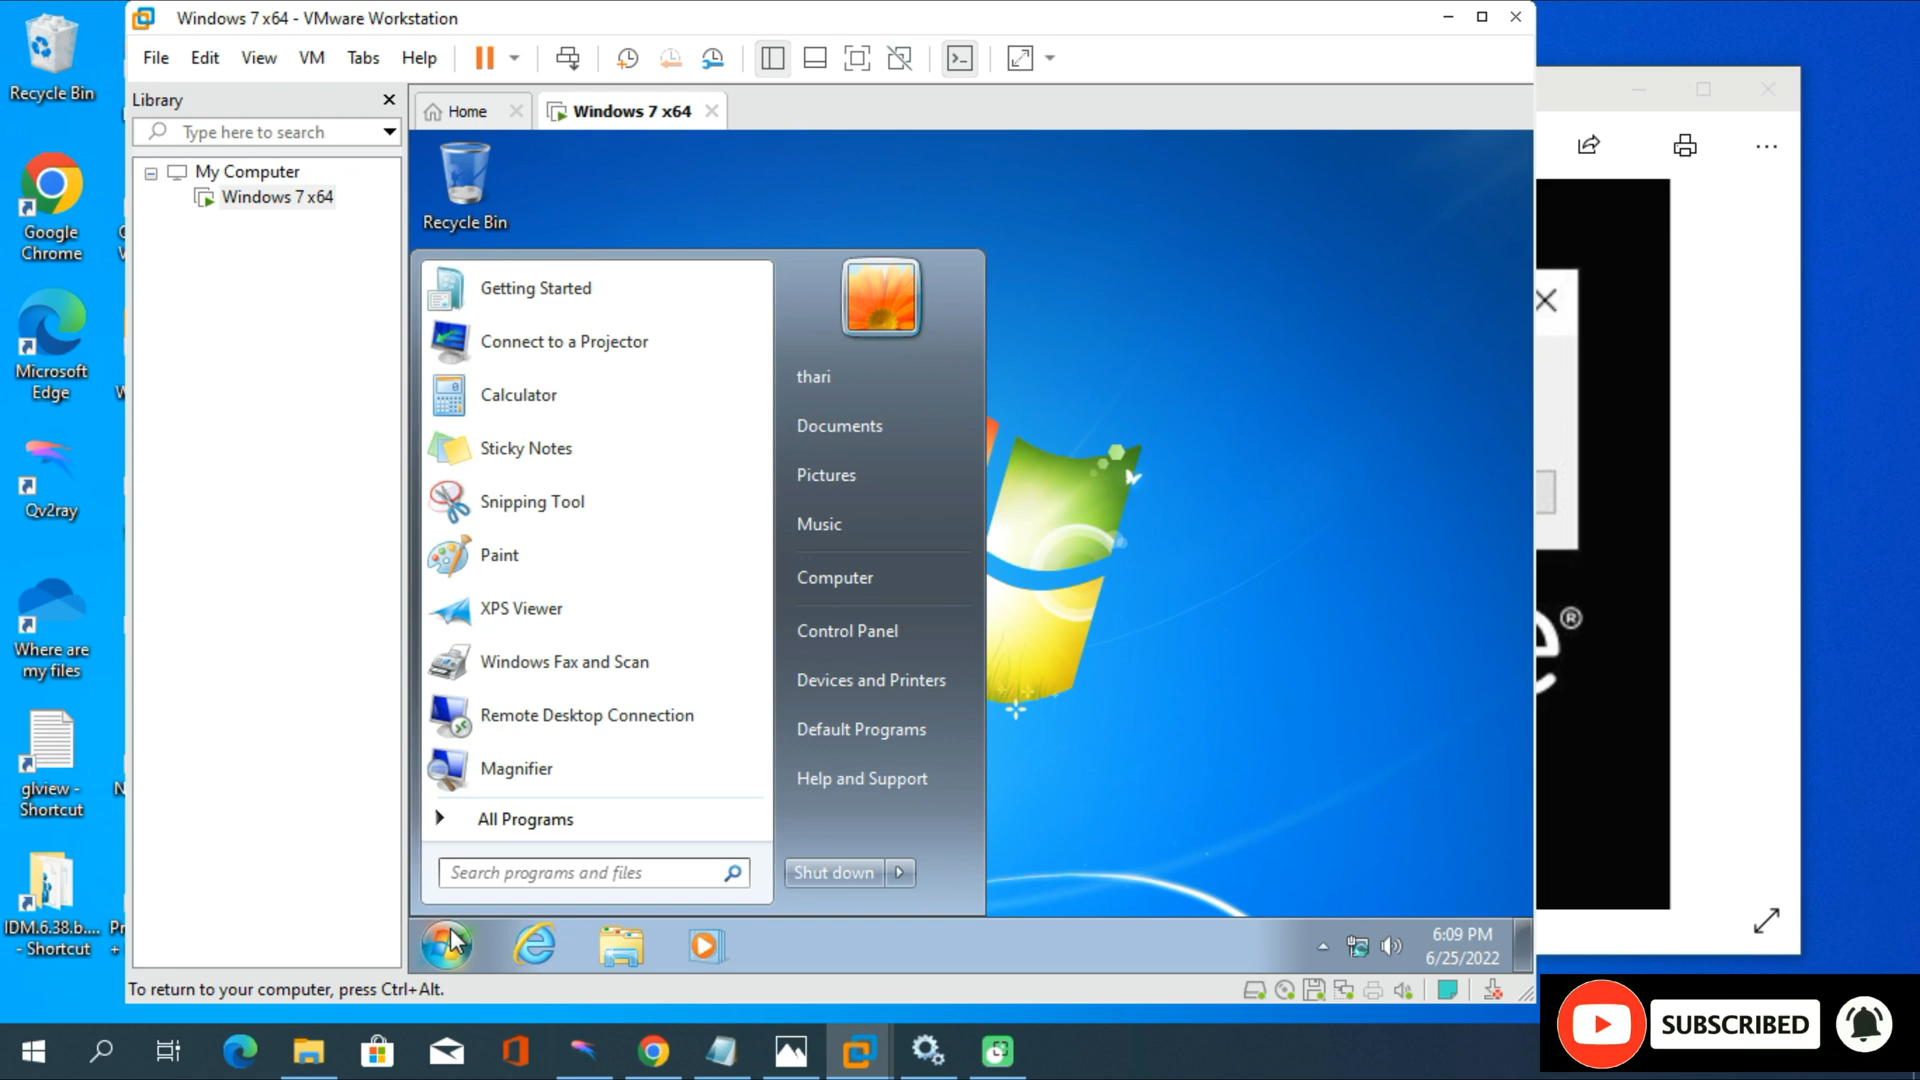 Windows 7 x64 - VMware Workstation
File Edit View VM Tabs Help
Library
Type here to search
My Computer
Windows 7 x64
Home
Windows 7 x64
Recycle Bin
Google
Chrome
Microsoft
Edge
Qv2ray
Where are
my files
glview -
Shortcut
IDM.6.38.b....
- Shortcut
Recycle Bin
Getting Started
Connect to a Projector
Calculator
Sticky Notes
Snipping Tool
Paint
XPS Viewer
Windows Fax and Scan
Remote Desktop Connection
Magnifier
All Programs
Search programs and files
thari
Documents
Pictures
Music
Computer
Control Panel
Devices and Printers
Default Programs
Help and Support
Shut down
6:09 PM
6/25/2022
To return to your computer, press Ctrl+Alt.
e®
SUBSCRIBED